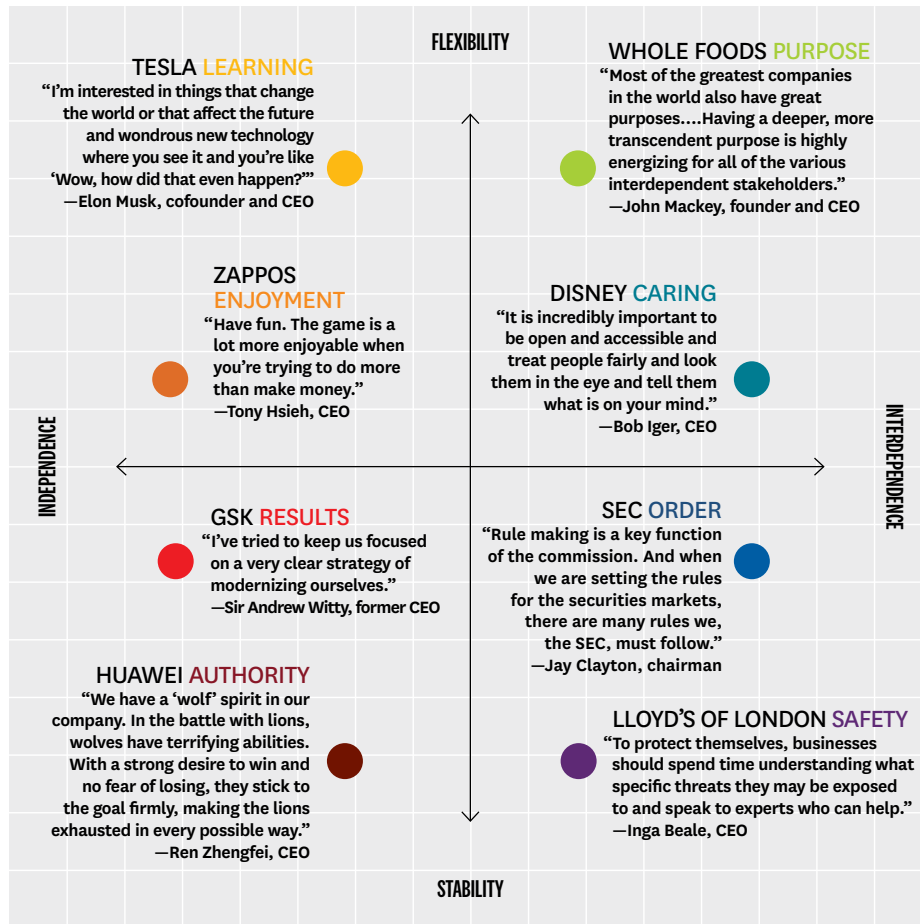 FLEXIBILITY
TESLA LEARNING
“I’m interested in things that change
the world or that affect the future
and wondrous new technology
where you see it and you’re like
‘Wow, how did that even happen?’”
—Elon Musk, cofounder and CEO
WHOLE FOODS PURPOSE
“Most of the greatest companies
in the world also have great
purposes....Having a deeper, more
transcendent purpose is highly
energizing for all of the various
interdependent stakeholders.”
—John Mackey, founder and CEO
ZAPPOS
ENJOYMENT
“Have fun. The game is a
lot more enjoyable when
you’re trying to do more
than make money.”
—Tony Hsieh, CEO
DISNEY CARING
“It is incredibly important to
be open and accessible and
treat people fairly and look
them in the eye and tell them
what is on your mind.”
—Bob Iger, CEO
INDEPENDENCE
INTERDEPENDENCE
GSK RESULTS
“I’ve tried to keep us focused
on a very clear strategy of
modernizing ourselves.”
—Sir Andrew Witty, former CEO
SEC ORDER
“Rule making is a key function
of the commission. And when
we are setting the rules
for the securities markets,
there are many rules we,
the SEC, must follow.”
—Jay Clayton, chairman
HUAWEI AUTHORITY
“We have a ‘wolf’ spirit in our
company. In the battle with lions,
wolves have terrifying abilities.
With a strong desire to win and
no fear of losing, they stick to
the goal firmly, making the lions
exhausted in every possible way.”
—Ren Zhengfei, CEO
LLOYD’S OF LONDON SAFETY
“To protect themselves, businesses
should spend time understanding what
specific threats they may be exposed
to and speak to experts who can help.”
—Inga Beale, CEO
STABILITY